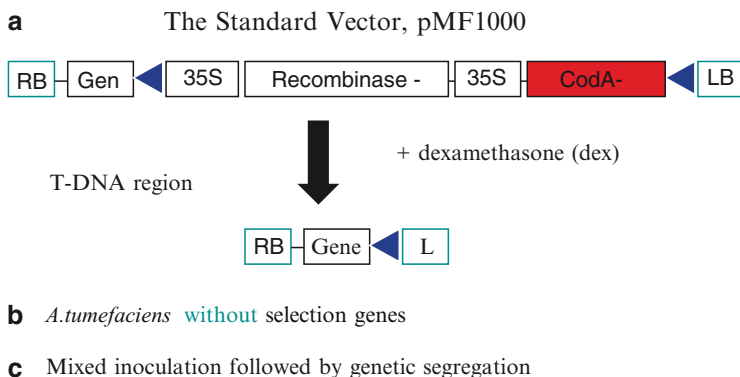 a The Standard Vector, pMF1000
RB Gen 35S Recombinase - 35S CodA- LB
+ dexamethasone (dex)
T-DNA region
RB Gene L
b A.tumefaciens without selection genes
c Mixed inoculation followed by genetic segregation